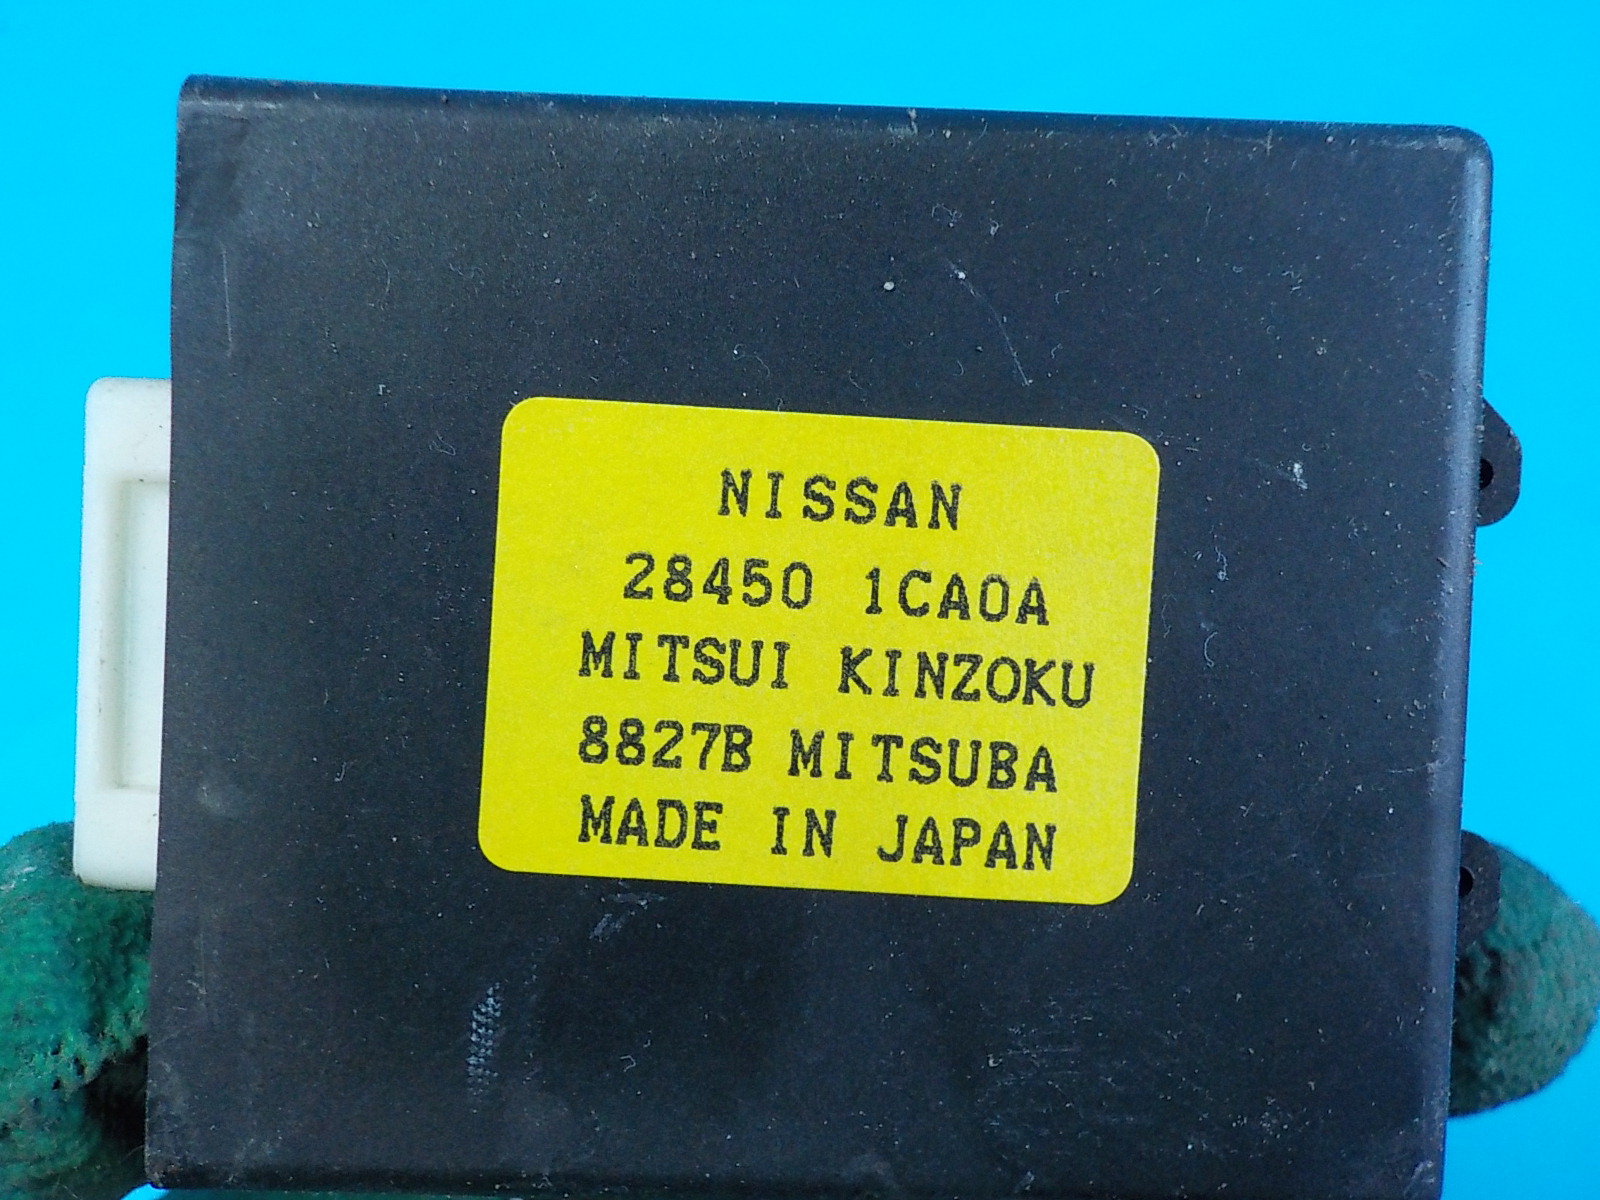 NISSAN
28450 1CA0A
MITSUI KINZOKU
8827B MITSUBA
MADE IN JAPAN